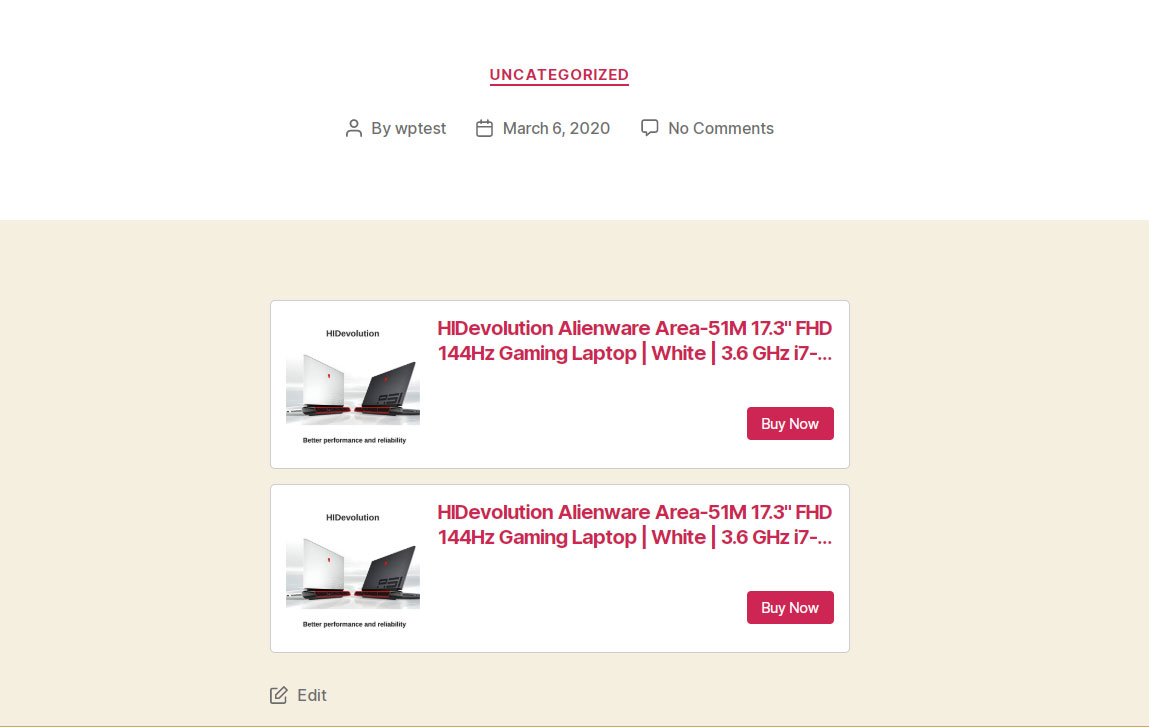 UNCATEGORIZED
By wptest March 6, 2020 No Comments
HIDevolution
HIDevolution Alienware Area-51M 17.3" FHD
144Hz Gaming Laptop | White | 3.6 GHz i7-...
Buy Now
Better performance and reliability
HIDevolution
HIDevolution Alienware Area-51M 17.3" FHD
144Hz Gaming Laptop | White | 3.6 GHz i7-...
Buy Now
Better performance and reliability
Edit